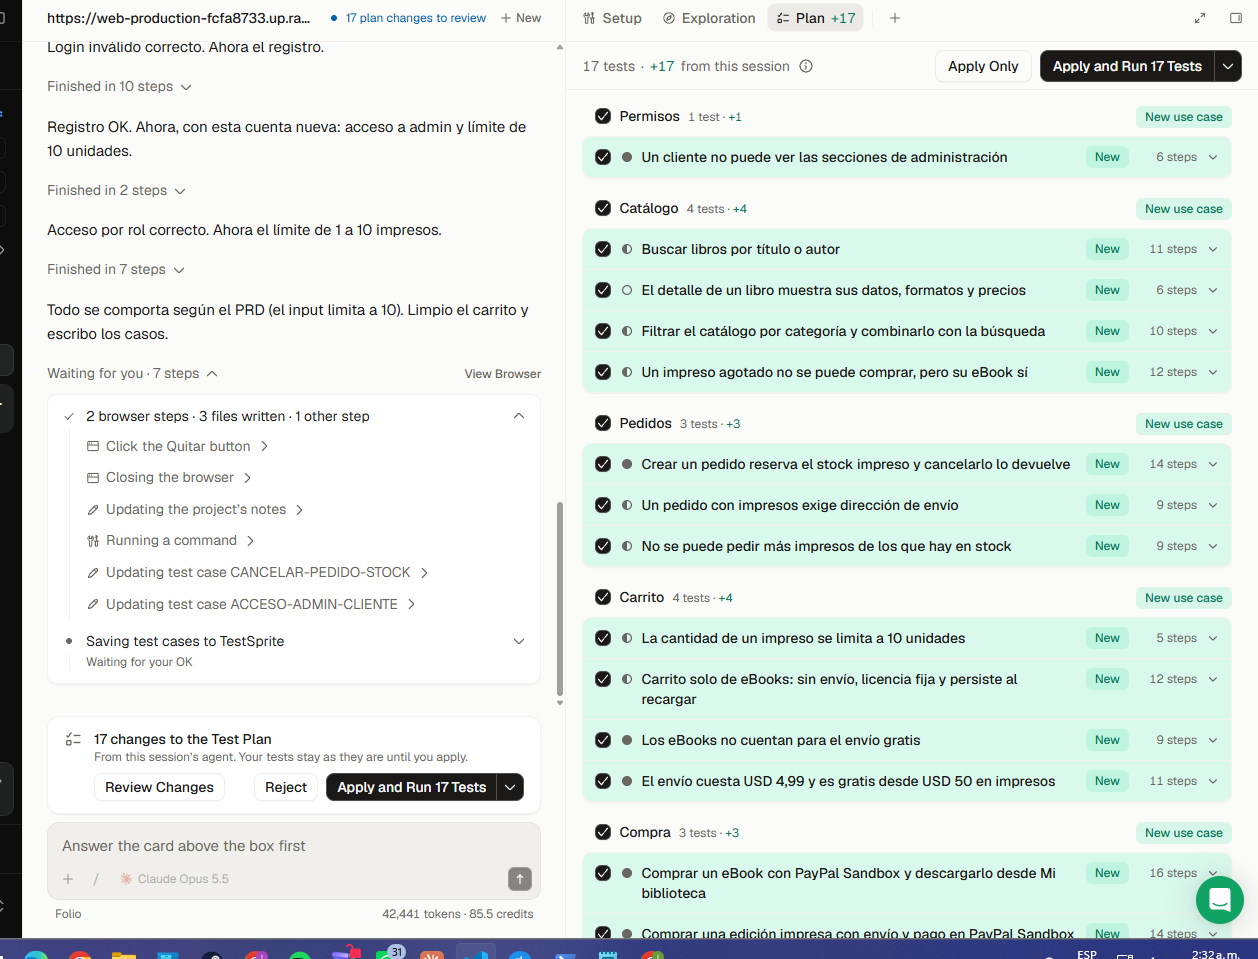 https://web-production-fcfa8733.up.ra...
17 plan changes to review
New
Login inválido correcto. Ahora el registro.
Finished in 10 steps
Registro OK. Ahora, con esta cuenta nueva: acceso a admin y límite de
10 unidades.
Finished in 2 steps
Acceso por rol correcto. Ahora el límite de 1 a 10 impresos.
Finished in 7 steps
Todo se comporta según el PRD (el input limita a 10). Limpio el carrito y
escribo los casos.
Waiting for you · 7 steps
View Browser
2 browser steps · 3 files written · 1 other step
Click the Quitar button
Closing the browser
Updating the project's notes
Running a command
Updating test case CANCELAR-PEDIDO-STOCK
Updating test case ACCESO-ADMIN-CLIENTE
Saving test cases to TestSprite
Waiting for your OK
17 changes to the Test Plan
From this session's agent. Your tests stay as they are until you apply.
Review Changes
Reject
Apply and Run 17 Tests
Answer the card above the box first
+ / Claude Opus 5.5
Folio
42,441 tokens · 85.5 credits
Setup
Exploration
Plan +17
17 tests · +17 from this session
Apply Only
Apply and Run 17 Tests
Permisos 1 test · +1 New use case
Un cliente no puede ver las secciones de administración New 6 steps
Catálogo 4 tests · +4 New use case
Buscar libros por título o autor New 11 steps
El detalle de un libro muestra sus datos, formatos y precios New 6 steps
Filtrar el catálogo por categoría y combinarlo con la búsqueda New 10 steps
Un impreso agotado no se puede comprar, pero su eBook sí New 12 steps
Pedidos 3 tests · +3 New use case
Crear un pedido reserva el stock impreso y cancelarlo lo devuelve New 14 steps
Un pedido con impresos exige dirección de envío New 9 steps
No se puede pedir más impresos de los que hay en stock New 9 steps
Carrito 4 tests · +4 New use case
La cantidad de un impreso se limita a 10 unidades New 5 steps
Carrito solo de eBooks: sin envío, licencia fija y persiste al New 12 steps
recargar
Los eBooks no cuentan para el envío gratis New 9 steps
El envío cuesta USD 4,99 y es gratis desde USD 50 en impresos New 11 steps
Compra 3 tests · +3 New use case
Comprar un eBook con PayPal Sandbox y descargarlo desde Mi New 16 steps
biblioteca
Comprar una edición impresa con envío y pago en PayPal Sandbox New 14 steps
31
ESP
2:32 a. m.